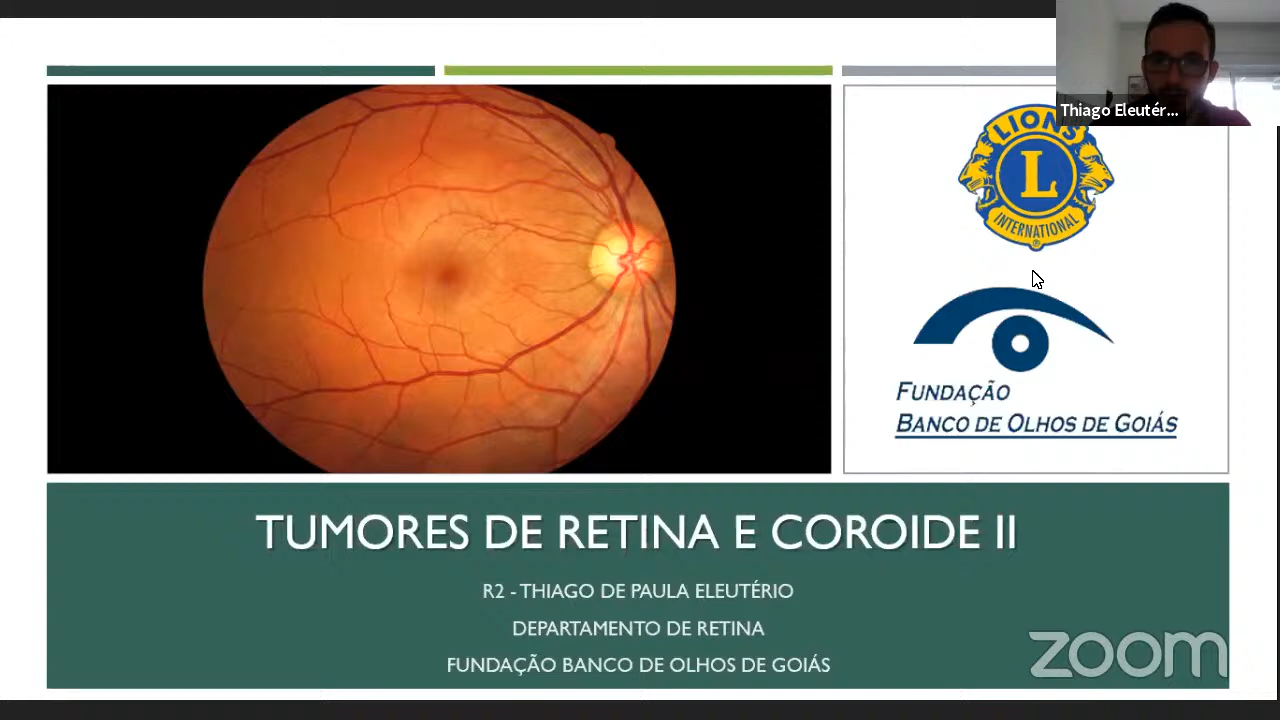 Thiago Eleutér...
LIONS
L
INTERNATIONAL
®
FUNDAÇÃO
BANCO DE OLHOS DE GOIÁS
TUMORES DE RETINA E COROIDE II
R2 - THIAGO DE PAULA ELEUTÉRIO
DEPARTAMENTO DE RETINA
FUNDAÇÃO BANCO DE OLHOS DE GOIÁS
zoom